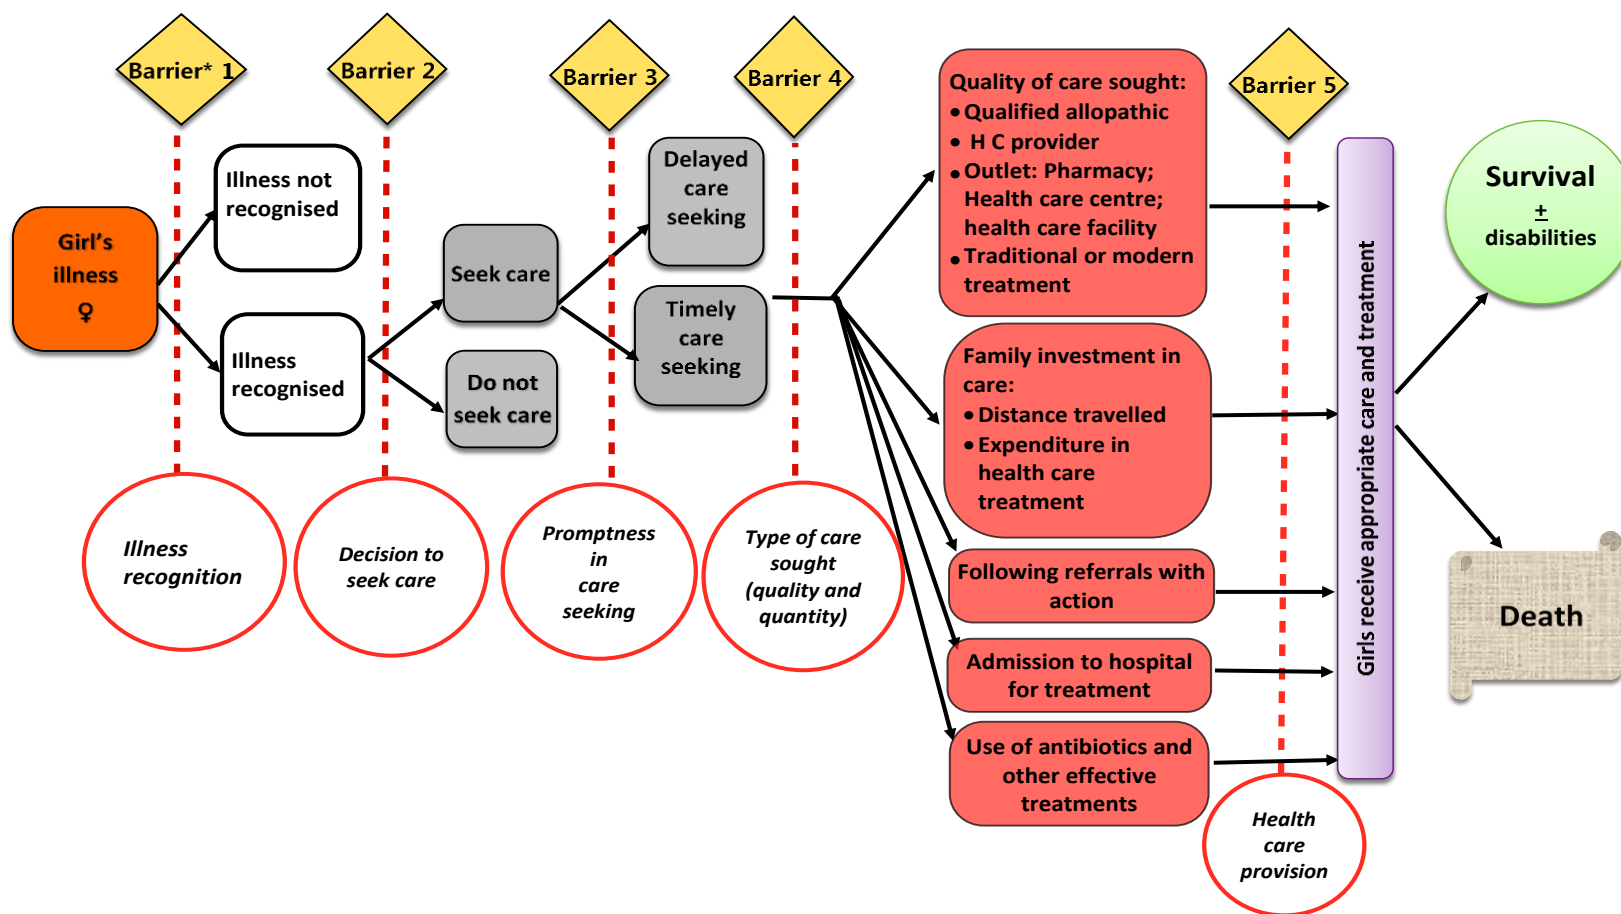 Barrier* 1
Barrier 2
Barrier 3
Barrier 4
Barrier 5
Girl's
illness
♀
Illness not
recognised
Illness
recognised
Seek care
Do not
seek care
Delayed
care
seeking
Timely
care
seeking
Quality of care sought:
• Qualified allopathic
• H C provider
• Outlet: Pharmacy;
Health care centre;
health care facility
• Traditional or modern
treatment
Family investment in
care:
• Distance travelled
• Expenditure in
health care
treatment
Following referrals with
action
Admission to hospital
for treatment
Use of antibiotics and
other effective
treatments
Girls receive appropriate care and treatment
Survival
±
disabilities
Death
Illness
recognition
Decision to
seek care
Promptness
in
care
seeking
Type of care
sought
(quality and
quantity)
Health
care
provision